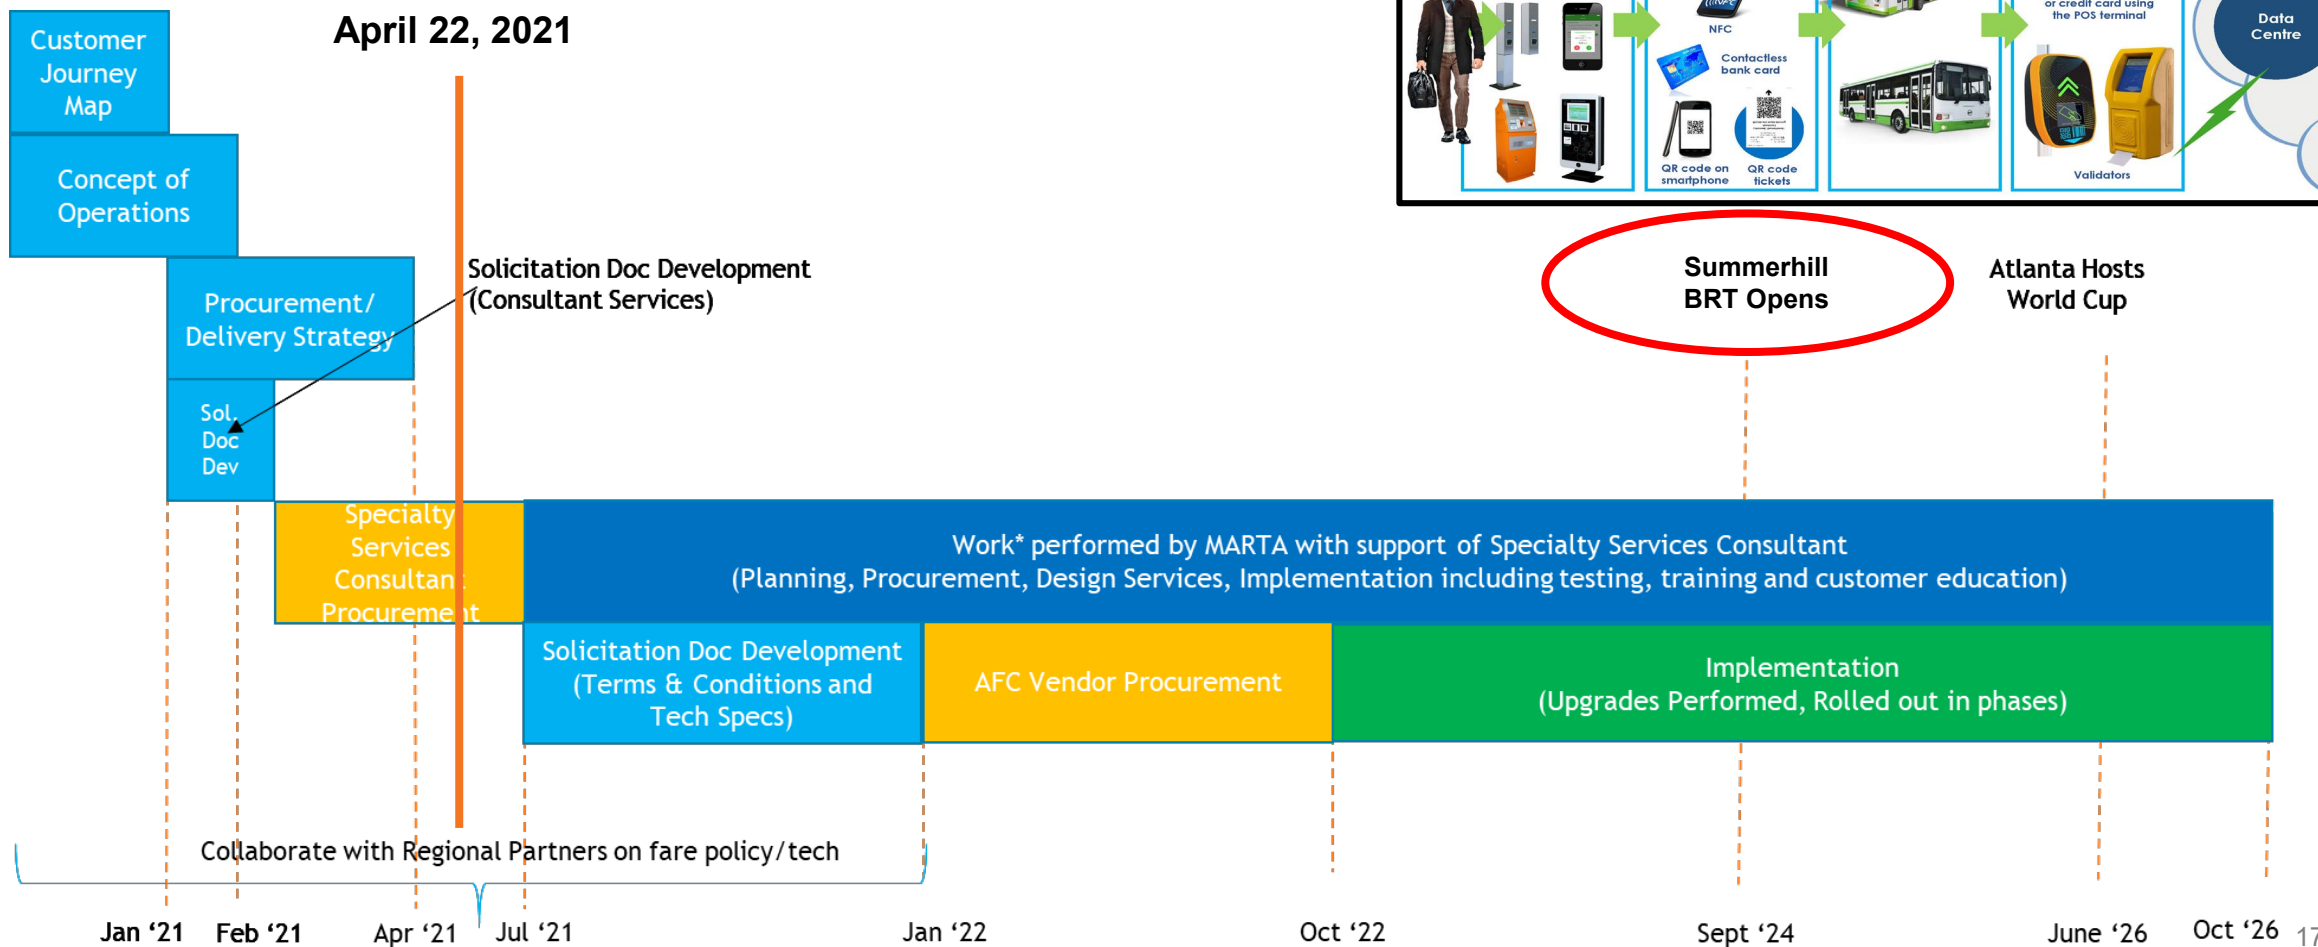 Customer
Journey
Map
April 22, 2021
or credit card using
the POS terminal
NFC
Data
Centre
Contactless
bank card
QR code on
smartphone
QR code
tickets
Validators
Concept of
Operations
Procurement/
Delivery Strategy
Solicitation Doc Development
(Consultant Services)
Summerhill
BRT Opens
Atlanta Hosts
World Cup
Sol.
Doc
Dev
Specialty
Services
Consultant
Procurement
Work* performed by MARTA with support of Specialty Services Consultant
(Planning, Procurement, Design Services, Implementation including testing, training and customer education)
Solicitation Doc Development
(Terms & Conditions and
Tech Specs)
AFC Vendor Procurement
Implementation
(Upgrades Performed, Rolled out in phases)
Collaborate with Regional Partners on fare policy/tech
Jan ‘21
Feb ‘21
Apr ‘21
Jul ‘21
Jan ‘22
Oct ‘22
Sept ‘24
June ‘26
Oct ‘26
17